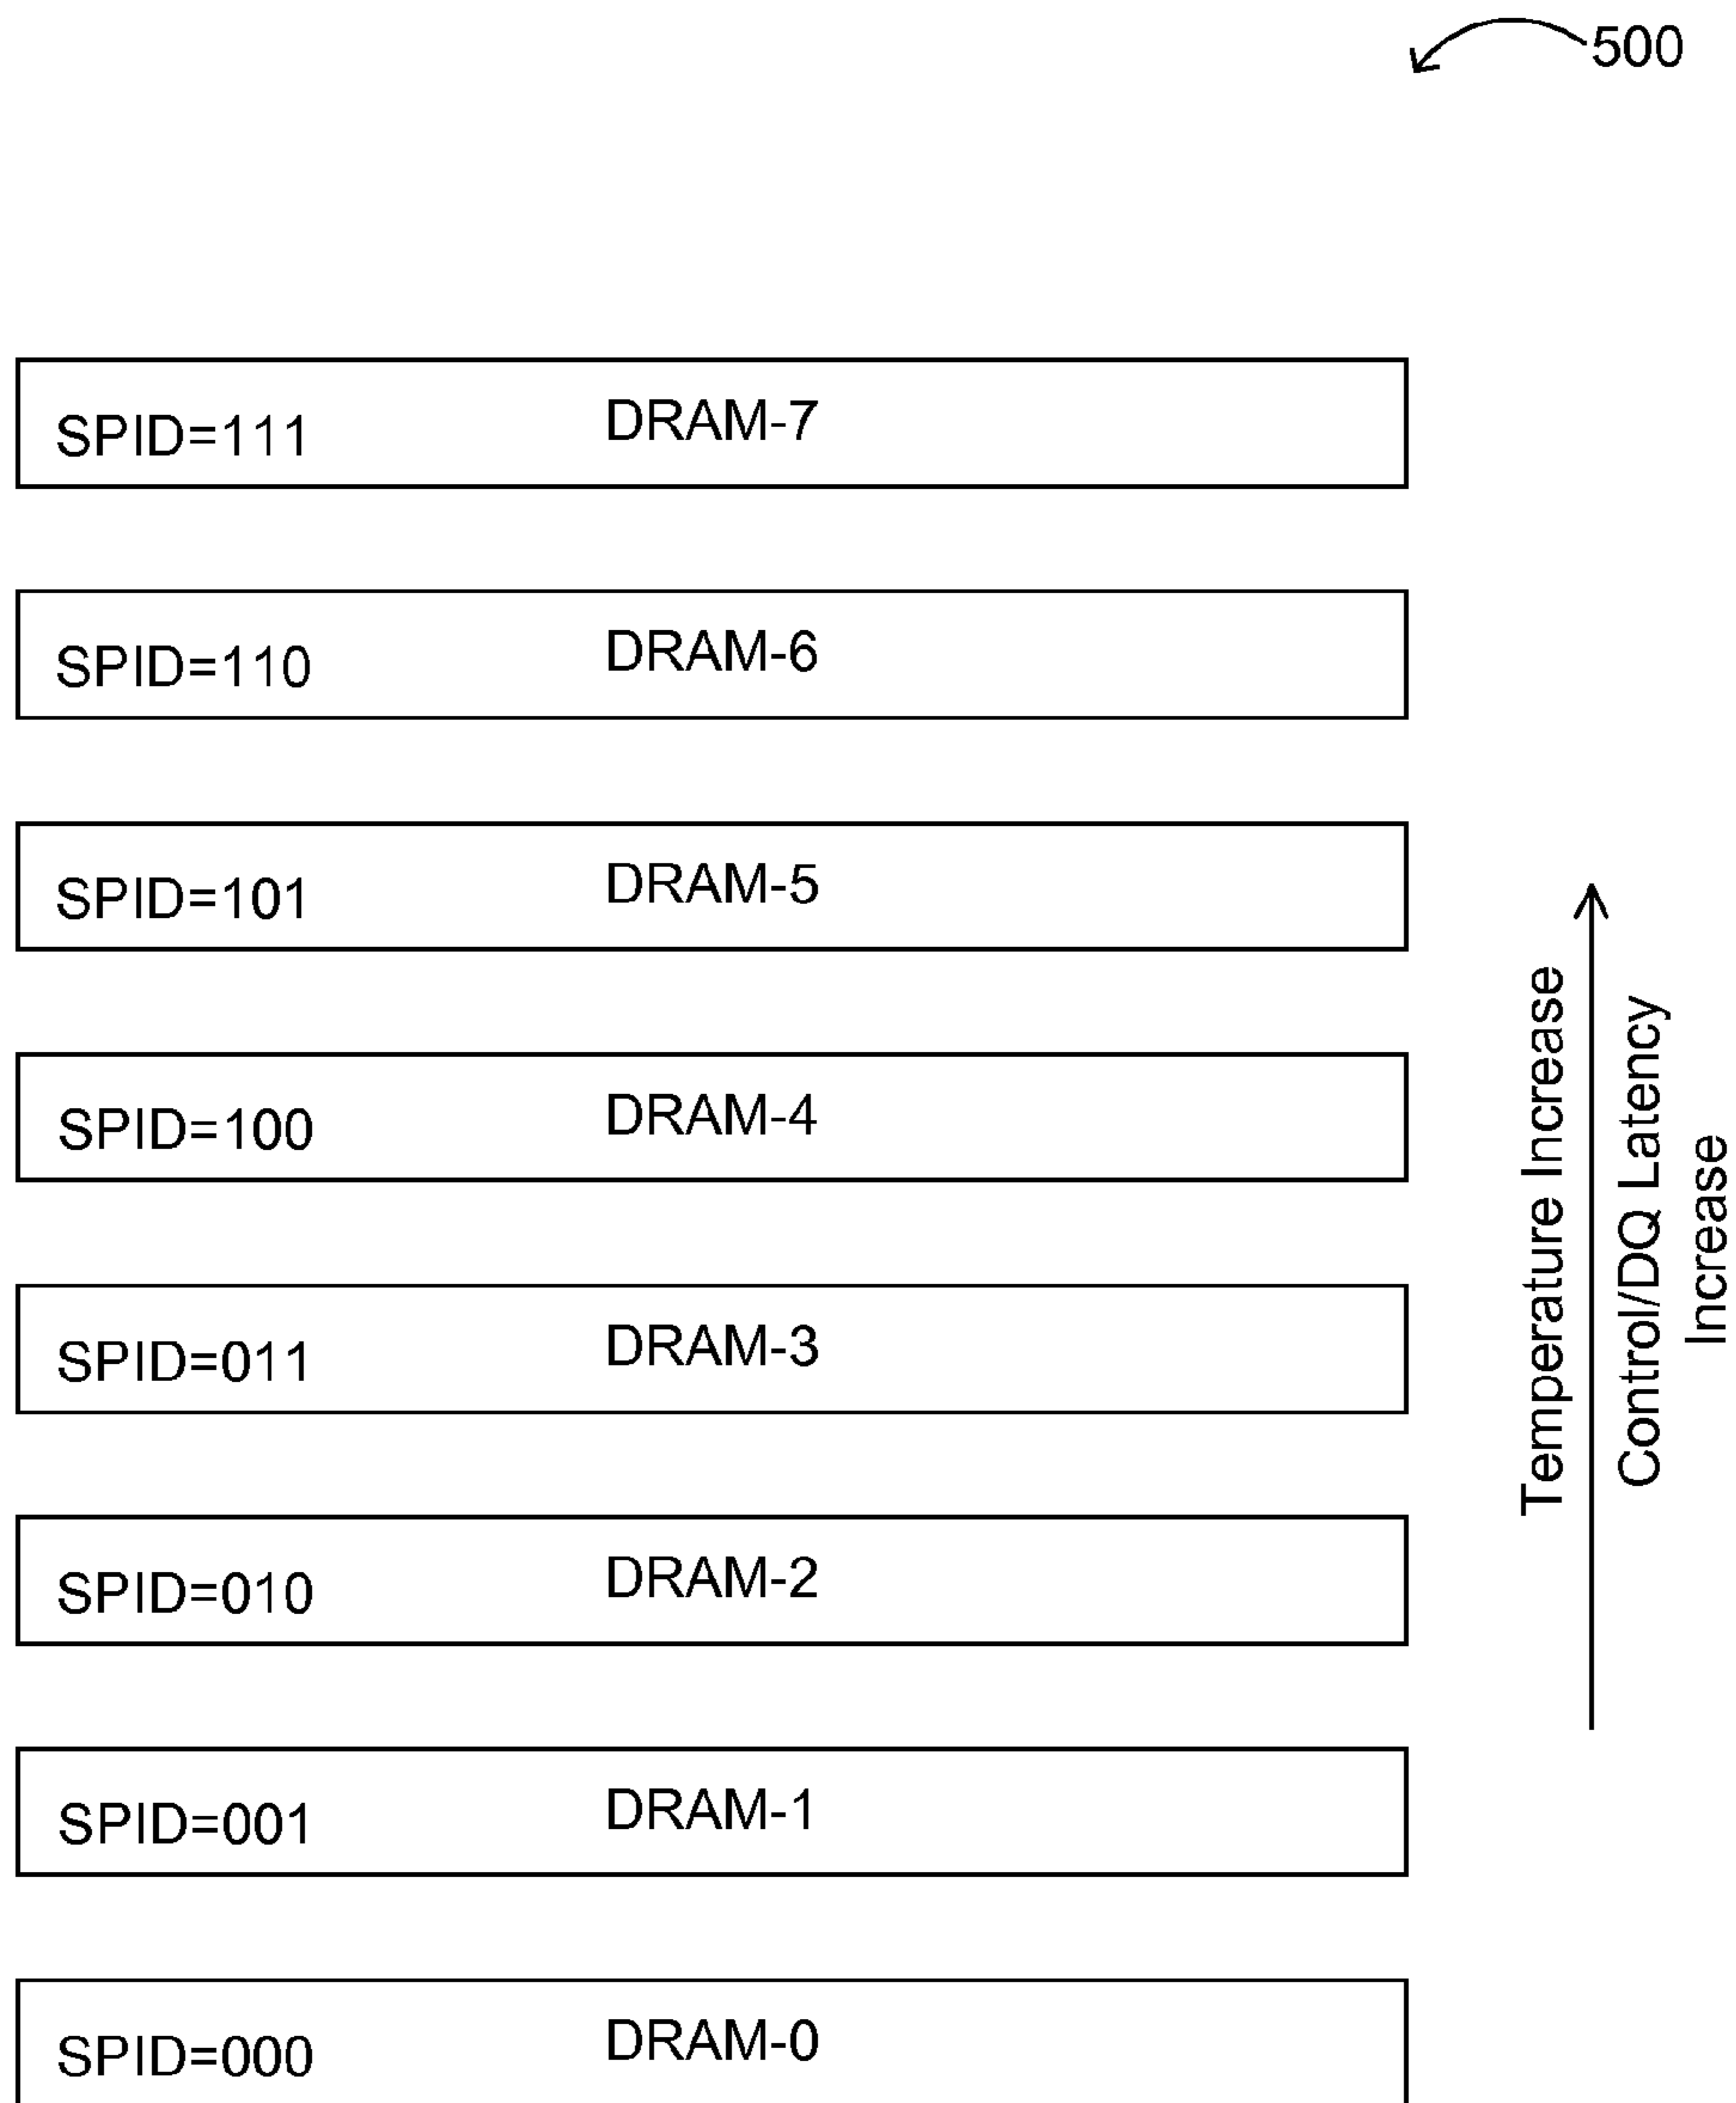 500
SPID=111 DRAM-7
SPID=110 DRAM-6
SPID=101 DRAM-5
SPID=100 DRAM-4
SPID=011 DRAM-3
SPID=010 DRAM-2
SPID=001 DRAM-1
SPID=000 DRAM-0
Temperature Increase
Control/DQ Latency
Increase